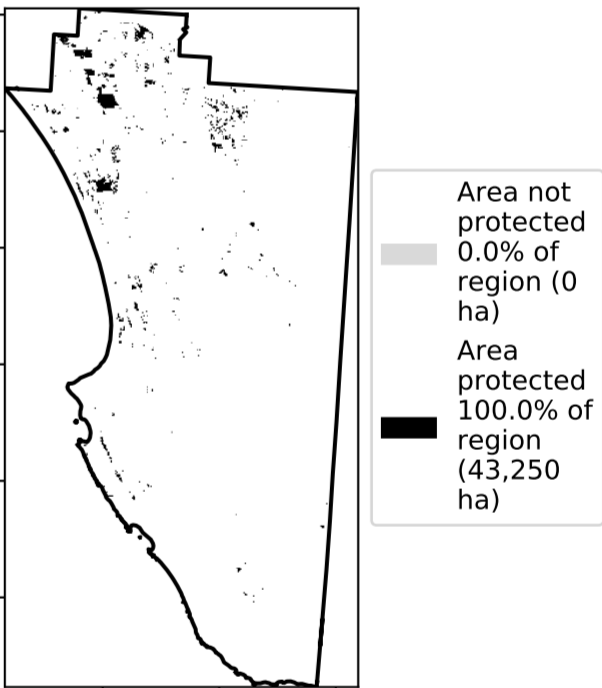 Area not
protected
0.0% of
region (0
ha)
Area
protected
100.0% of
region
(43,250
ha)